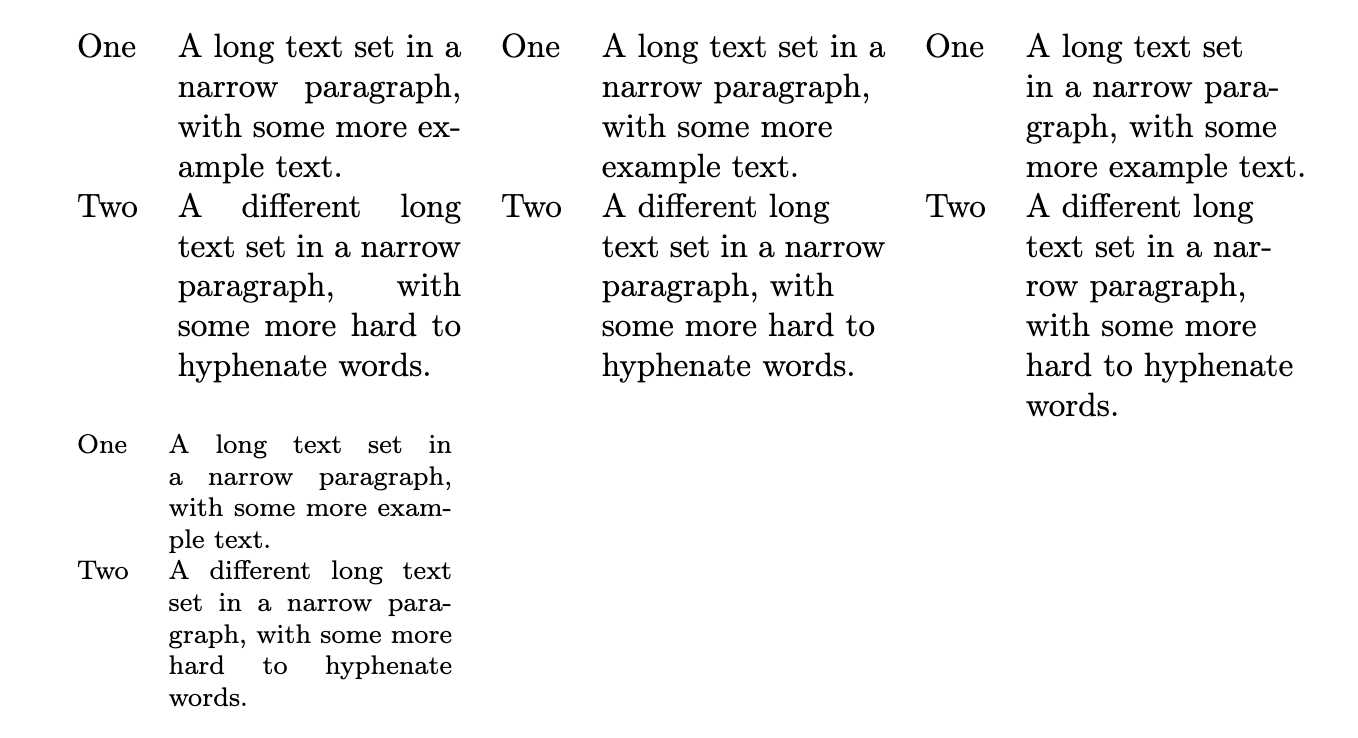 One A long text set in a
narrow paragraph,
with some more ex-
ample text.
Two A different long
text set in a narrow
paragraph, with
some more hard to
hyphenate words.
One A long text set in a
narrow paragraph,
with some more
example text.
Two A different long
text set in a narrow
paragraph, with
some more hard to
hyphenate words.
One A long text set
in a narrow para-
graph, with some
more example text.
Two A different long
text set in a nar-
row paragraph,
with some more
hard to hyphenate
words.
One A long text set in
a narrow paragraph,
with some more exam-
ple text.
Two A different long text
set in a narrow para-
graph, with some more
hard to hyphenate
words.